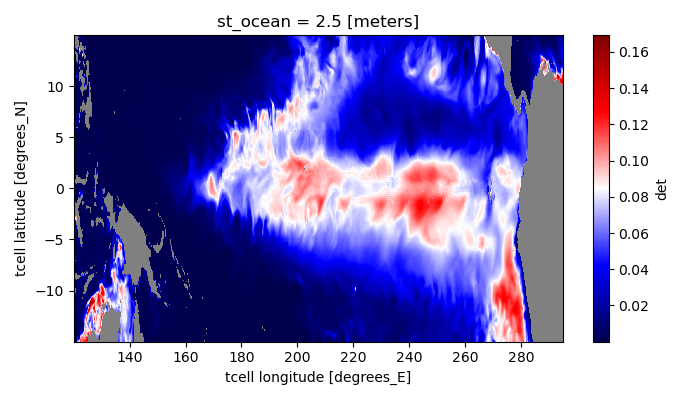 st_ocean = 2.5 [meters]
10
5
0
−5
−10
tcell latitude [degrees_N]
140 160 180 200 220 240 260 280
tcell longitude [degrees_E]
0.16
0.14
0.12
0.10
0.08
0.06
0.04
0.02
det